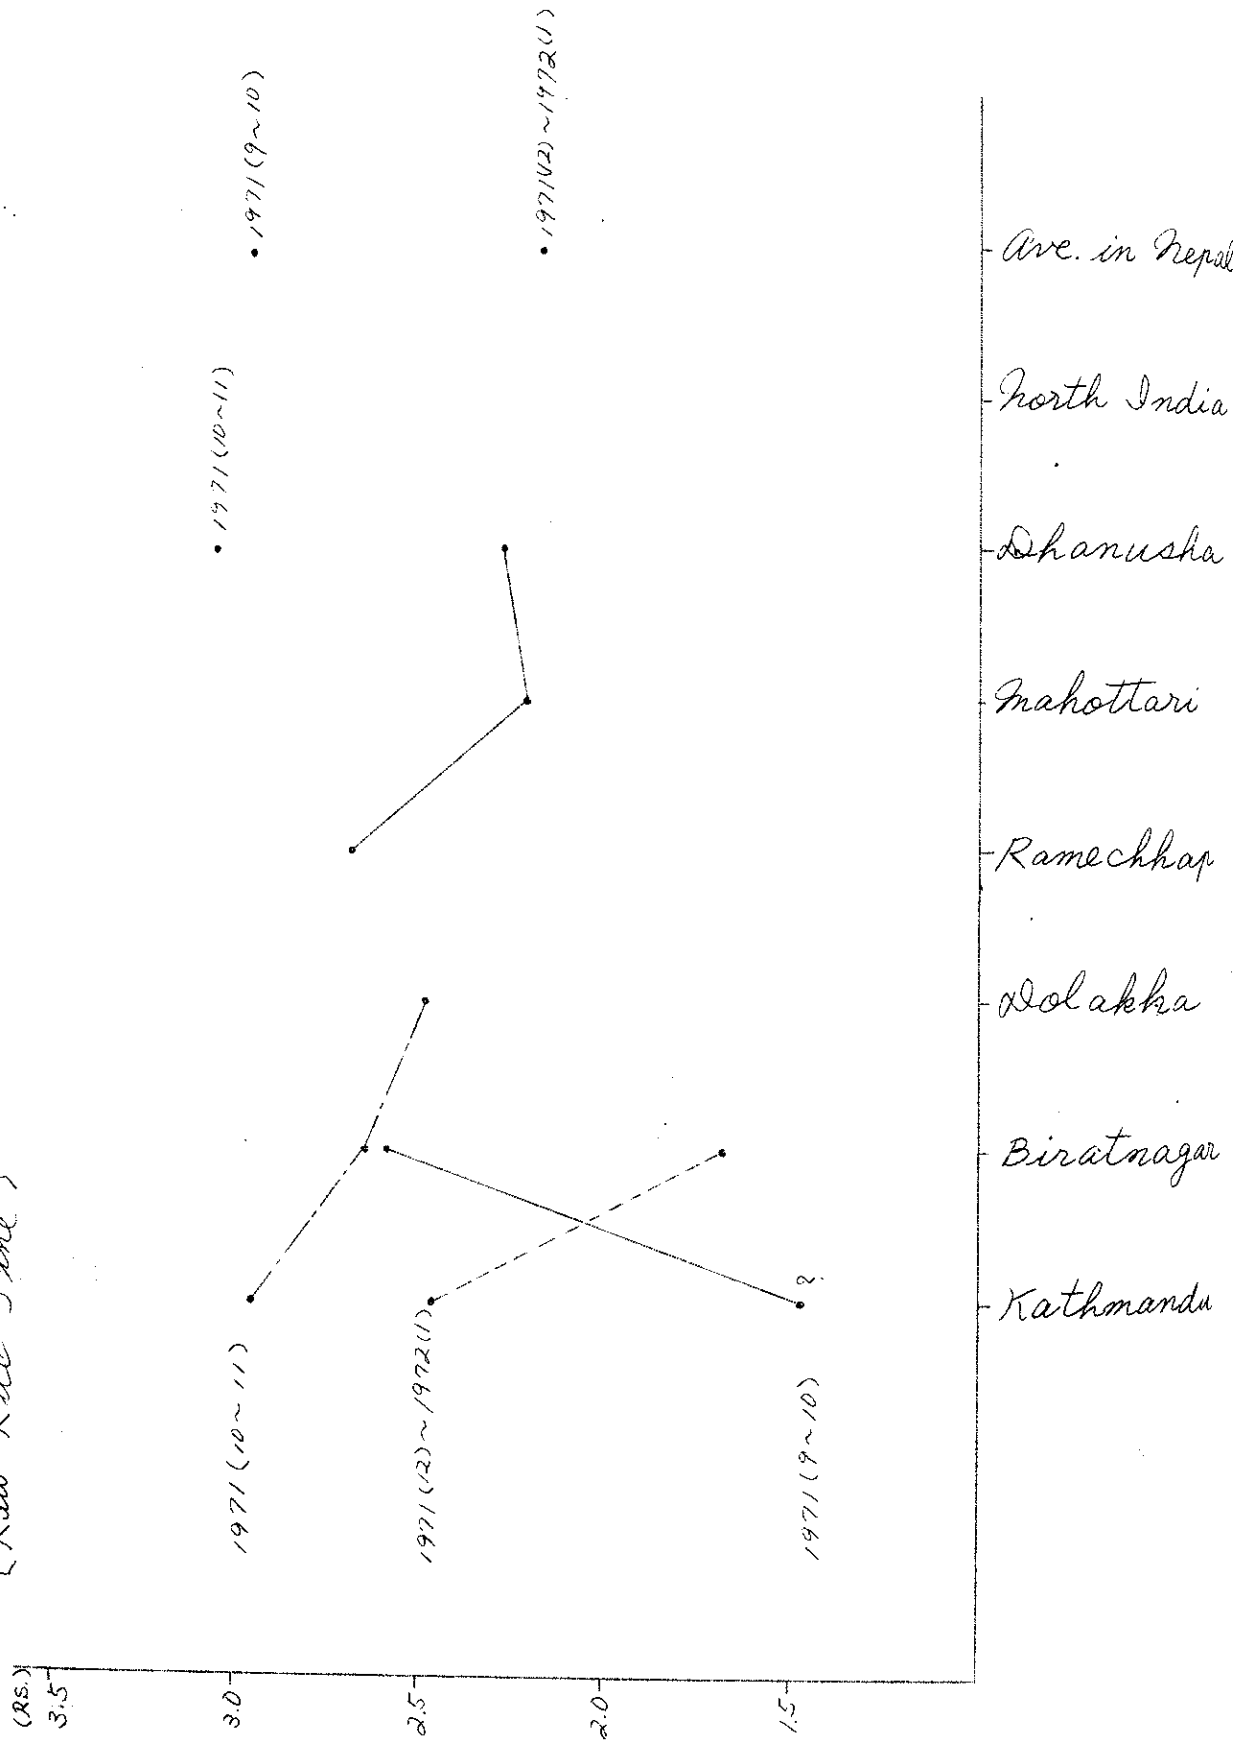 (RS.)
3.5
3.0
2.5
2.0
1.5
1971 (10~11)
1971 (12)~1972 (1)
1971 (9~10)
?
1971 (10~11)
1971 (9~10)
1971 (12)~1972 (1)
Kathmandu
Biratnagar
Dolakha
Ramechhap
Mahottari
Dhanusha
North India
Ave. in Nepal